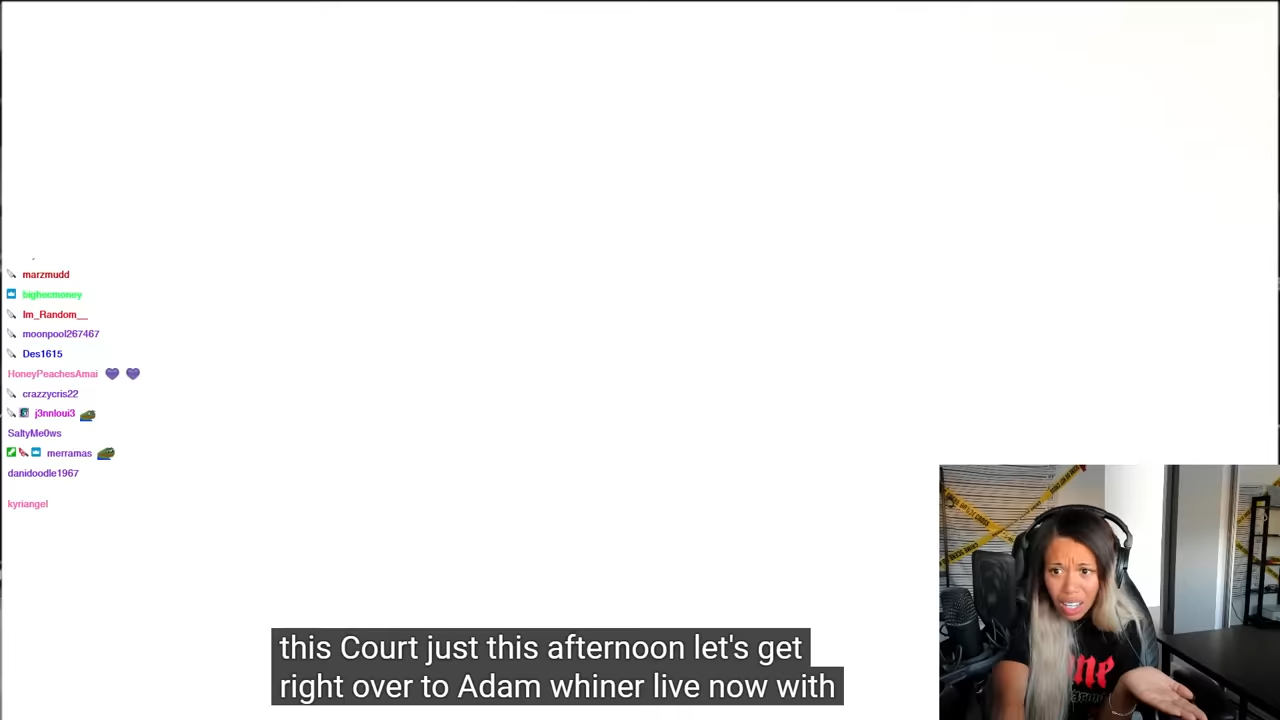 marzmudd
bighecmoney
Im_Random__
moonpool267467
Des1615
HoneyPeachesAmai
crazzycris22
j3nnloui3
SaltyMe0ws
merramas
danidoodle1967
kyriangel
this Court just this afternoon let's get
right over to Adam whiner live now with